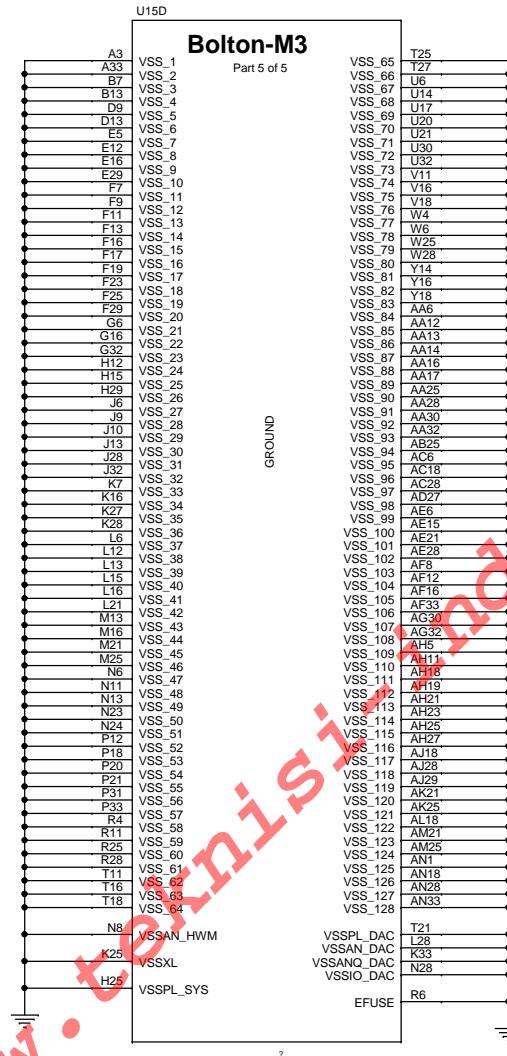 U15D
Bolton-M3
Part 5 of 5
A3 VSS_1 VSS_65 T25
A33 VSS_2 VSS_66 T27
B7 VSS_3 VSS_67 U6
B13 VSS_4 VSS_68 U14
D9 VSS_5 VSS_69 U17
D13 VSS_6 VSS_70 U20
E5 VSS_7 VSS_71 U21
E12 VSS_8 VSS_72 U30
E16 VSS_9 VSS_73 U32
E29 VSS_10 VSS_74 V11
F7 VSS_11 VSS_75 V16
F9 VSS_12 VSS_76 V18
F11 VSS_13 VSS_77 W4
F13 VSS_14 VSS_78 W6
F16 VSS_15 VSS_79 W25
F17 VSS_16 VSS_80 W28
F19 VSS_17 VSS_81 Y14
F23 VSS_18 VSS_82 Y16
F25 VSS_19 VSS_83 Y18
F29 VSS_20 VSS_84 AA6
G6 VSS_21 VSS_85 AA12
G16 VSS_22 VSS_86 AA13
G32 VSS_23 VSS_87 AA14
H12 VSS_24 VSS_88 AA16
H15 VSS_25 VSS_89 AA17
H29 VSS_26 VSS_90 AA25
J6 VSS_27 VSS_91 AA28
J9 VSS_28 VSS_92 AA30
J10 VSS_29 VSS_93 AA32
J13 VSS_30 VSS_94 AB25
J28 VSS_31 VSS_95 AC6
J32 VSS_32 VSS_96 AC18
K7 VSS_33 VSS_97 AC28
K16 VSS_34 VSS_98 AD27
K27 VSS_35 VSS_99 AE6
K28 VSS_36 VSS_100 AE15
L6 VSS_37 VSS_101 AE21
L12 VSS_38 VSS_102 AE28
L13 VSS_39 VSS_103 AF8
L15 VSS_40 VSS_104 AF12
L16 VSS_41 VSS_105 AF16
L21 VSS_42 VSS_106 AF33
M13 VSS_43 VSS_107 AG30
M16 VSS_44 VSS_108 AG32
M21 VSS_45 VSS_109 AH5
M25 VSS_46 VSS_110 AH11
N6 VSS_47 VSS_111 AH18
N11 VSS_48 VSS_112 AH19
N13 VSS_49 VSS_113 AH21
N23 VSS_50 VSS_114 AH23
N24 VSS_51 VSS_115 AH25
P12 VSS_52 VSS_116 AH27
P18 VSS_53 VSS_117 AJ18
P20 VSS_54 VSS_118 AJ28
P21 VSS_55 VSS_119 AJ29
P31 VSS_56 VSS_120 AK21
P33 VSS_57 VSS_121 AK25
R4 VSS_58 VSS_122 AL18
R11 VSS_59 VSS_123 AM21
R25 VSS_60 VSS_124 AM25
R28 VSS_61 VSS_125 AN1
T11 VSS_62 VSS_126 AN18
T16 VSS_63 VSS_127 AN28
T18 VSS_64 VSS_128 AN33
GROUND
N8 VSSAN_HWM VSSPL_DAC T21
VSSAN_DAC L28
K25 VSSXL VSSANQ_DAC K33
VSSIO_DAC N28
H25 VSSPL_SYS
EFUSE R6
?
w.teknisi-ind